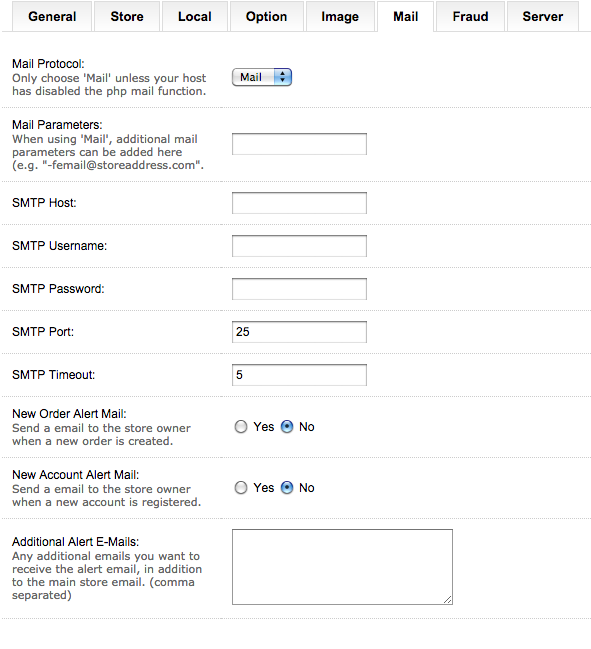 General Store Local Option Image Mail Fraud Server
Mail Protocol:
Only choose 'Mail' unless your host
has disabled the php mail function.
Mail
Mail Parameters:
When using 'Mail', additional mail
parameters can be added here
(e.g. "-femail@storeaddress.com".
SMTP Host:
SMTP Username:
SMTP Password:
SMTP Port:
25
SMTP Timeout:
5
New Order Alert Mail:
Send a email to the store owner
when a new order is created.
Yes No
New Account Alert Mail:
Send a email to the store owner
when a new account is registered.
Yes No
Additional Alert E-Mails:
Any additional emails you want to
receive the alert email, in addition
to the main store email. (comma
separated)